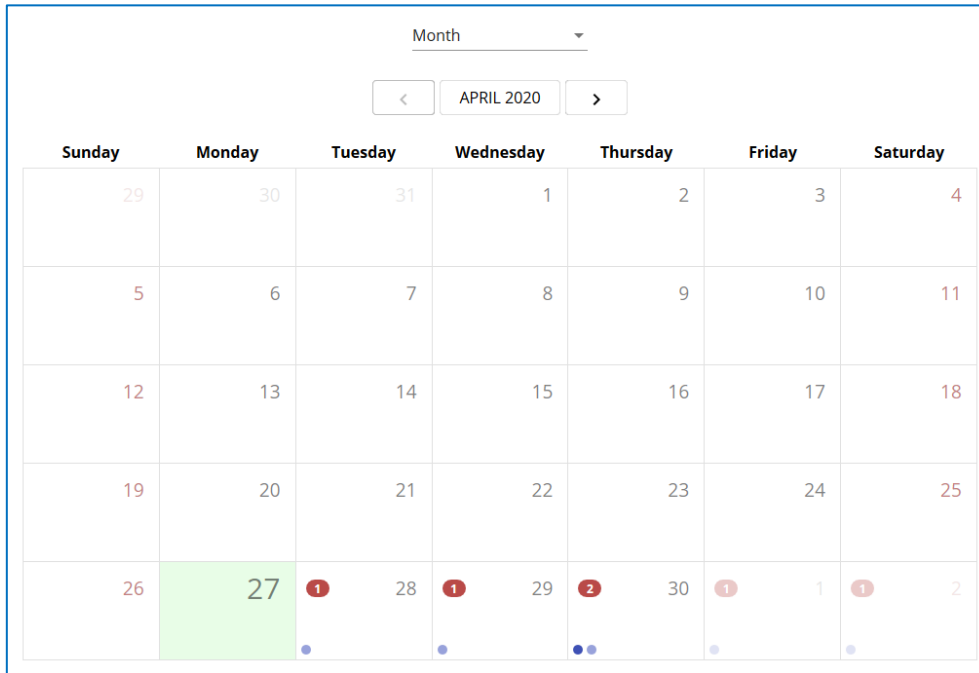 Month
APRIL 2020
Sunday Monday Tuesday Wednesday Thursday Friday Saturday
29 30 31 1 2 3 4
5 6 7 8 9 10 11
12 13 14 15 16 17 18
19 20 21 22 23 24 25
26 27 1 28 1 29 2 30 1 1 1 2